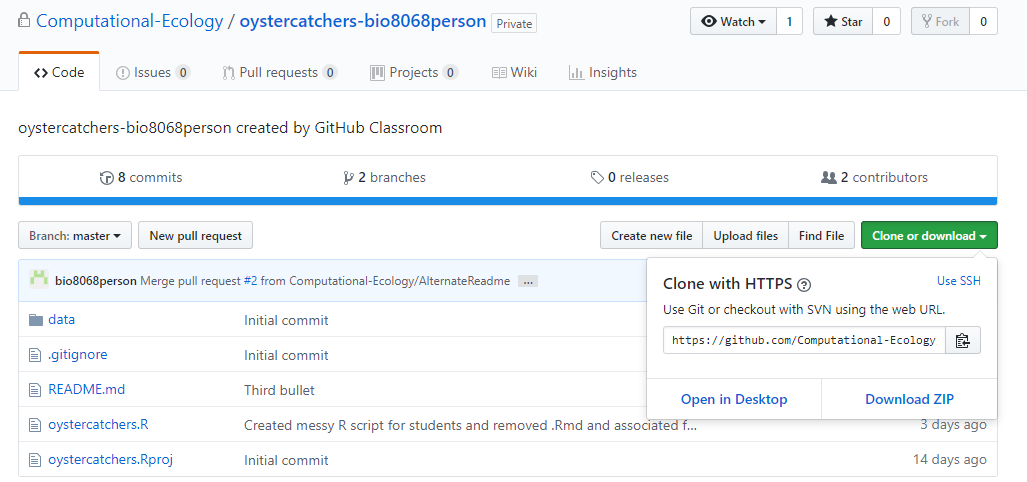 Computational-Ecology / oystercatchers-bio8068person Private
Watch 1 Star 0 Fork 0
Code Issues 0 Pull requests 0 Projects 0 Wiki Insights
oystercatchers-bio8068person created by GitHub Classroom
8 commits 2 branches 0 releases 2 contributors
Branch: master New pull request Create new file Upload files Find File Clone or download
bio8068person Merge pull request #2 from Computational-Ecology/AlternateReadme ...
Clone with HTTPS ? Use SSH
Use Git or checkout with SVN using the web URL.
https://github.com/Computational-Ecology
Open in Desktop Download ZIP
data Initial commit
.gitignore Initial commit
README.md Third bullet
oystercatchers.R Created messy R script for students and removed .Rmd and associated f... 3 days ago
oystercatchers.Rproj Initial commit 14 days ago